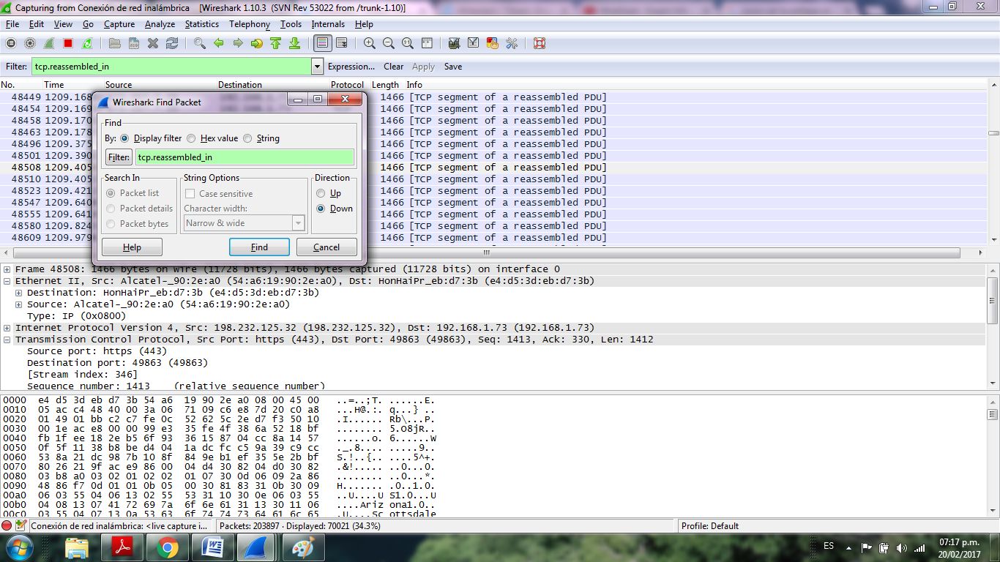 Capturing from Conexión de red inalámbrica    [Wireshark 1.10.3  (SVN Rev 53022 from /trunk-1.10)]
File Edit View Go Capture Analyze Statistics Telephony Tools Internals Help
Filter: tcp.reassembled_in Expression... Clear Apply Save
No. Time Source Destination Protocol Length Info
48449 1209.168 1466 [TCP segment of a reassembled PDU]
48454 1209.169 1466 [TCP segment of a reassembled PDU]
48458 1209.170 1466 [TCP segment of a reassembled PDU]
48463 1209.178 1466 [TCP segment of a reassembled PDU]
48496 1209.375 1466 [TCP segment of a reassembled PDU]
48501 1209.390 1466 [TCP segment of a reassembled PDU]
48508 1209.405 1466 [TCP segment of a reassembled PDU]
48510 1209.405 1466 [TCP segment of a reassembled PDU]
48523 1209.421 1466 [TCP segment of a reassembled PDU]
48547 1209.640 1466 [TCP segment of a reassembled PDU]
48555 1209.641 1466 [TCP segment of a reassembled PDU]
48580 1209.824 1466 [TCP segment of a reassembled PDU]
48609 1209.979 1466 [TCP segment of a reassembled PDU]
Wireshark: Find Packet
Find
By: Display filter Hex value String
Filter: tcp.reassembled_in
Search In String Options Direction
Packet list Case sensitive Up
Packet details Character width: Down
Packet bytes Narrow & wide
Help Find Cancel
Frame 48508: 1466 bytes on wire (11728 bits), 1466 bytes captured (11728 bits) on interface 0
Ethernet II, Src: Alcatel-_90:2e:a0 (54:a6:19:90:2e:a0), Dst: HonHaiPr_eb:d7:3b (e4:d5:3d:eb:d7:3b)
Destination: HonHaiPr_eb:d7:3b (e4:d5:3d:eb:d7:3b)
Source: Alcatel-_90:2e:a0 (54:a6:19:90:2e:a0)
Type: IP (0x0800)
Internet Protocol Version 4, Src: 198.232.125.32 (198.232.125.32), Dst: 192.168.1.73 (192.168.1.73)
Transmission Control Protocol, Src Port: https (443), Dst Port: 49863 (49863), Seq: 1413, Ack: 330, Len: 1412
Source port: https (443)
Destination port: 49863 (49863)
[Stream index: 346]
Sequence number: 1413    (relative sequence number)
0000  e4 d5 3d eb d7 3b 54 a6  19 90 2e a0 08 00 45 00   ..=..;T. ......E.
0010  05 ac c4 48 40 00 3a 06  71 09 c6 e8 7d 20 c0 a8   ...H@.:. q...} ..
0020  01 49 01 bb c2 c7 fe 0c  52 62 5c 2e d7 f3 50 10   .I...... Rb\...P.
0030  00 1e ac e8 00 00 99 e3  35 fe 4f 38 6a 52 18 bf   ........ 5.O8jR..
0040  fb 1f ee 18 2e b5 6f 93  36 15 87 04 cc 8a 14 57   ......o. 6......W
0050  0f 5f 11 38 b8 be d4 04  1a dc fc c5 9a 39 c9 cc   ._.8.... .....9..
0060  53 8a 21 dc 98 7b 10 8f  84 9e b1 ef 35 5e 2b bf   S.!..{.. ....5^+.
0070  80 26 21 9f ac e9 86 00  04 d4 30 82 04 d0 30 82   .&!..... ..0...0.
0080  03 b8 a0 03 02 01 02 02  01 07 30 0d 06 09 2a 86   ........ ..0...*.
0090  48 86 f7 0d 01 01 0b 05  00 30 81 83 31 0b 30 09   H....... .0..1.0.
00a0  06 03 55 04 06 13 02 55  53 31 10 30 0e 06 03 55   ..U....U S1.0...U
00b0  04 08 13 07 41 72 69 7a  6f 6e 61 31 13 30 11 06   ....Ariz ona1.0..
00c0  03 55 04 07 13 0a 53 63  6f 74 74 73 64 61 6c 65   .U....Sc ottsdale
Conexión de red inalámbrica: <live capture i... Packets: 203897 · Displayed: 70021 (34.3%) Profile: Default
ES 07:17 p.m.
20/02/2017